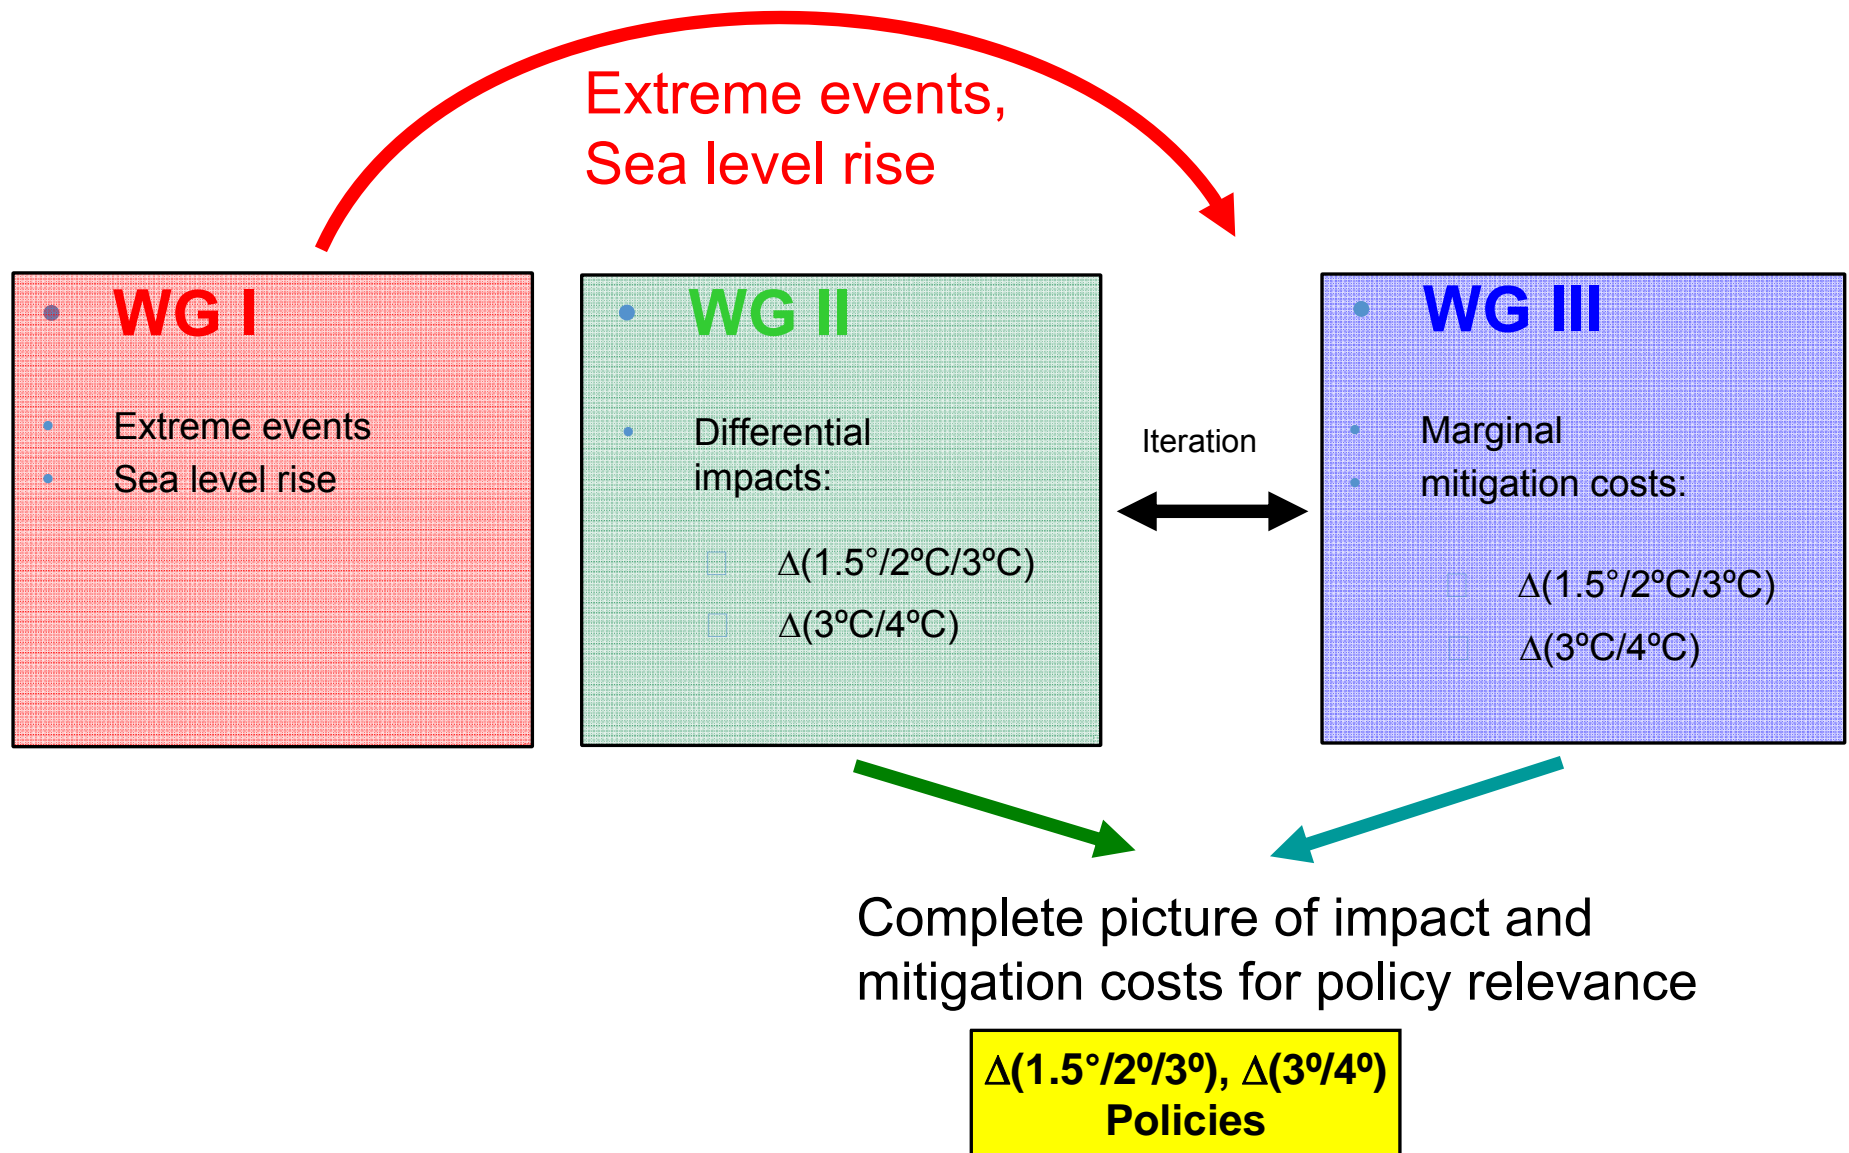 Extreme events,
Sea level rise
• WG I
• Extreme events
• Sea level rise
• WG II
• Differential
impacts:
Δ(1.5°/2ºC/3ºC)
Δ(3ºC/4ºC)
Iteration
• WG III
• Marginal
• mitigation costs:
Δ(1.5°/2ºC/3ºC)
Δ(3ºC/4ºC)
Complete picture of impact and
mitigation costs for policy relevance
Δ(1.5°/2º/3º), Δ(3º/4º)
Policies